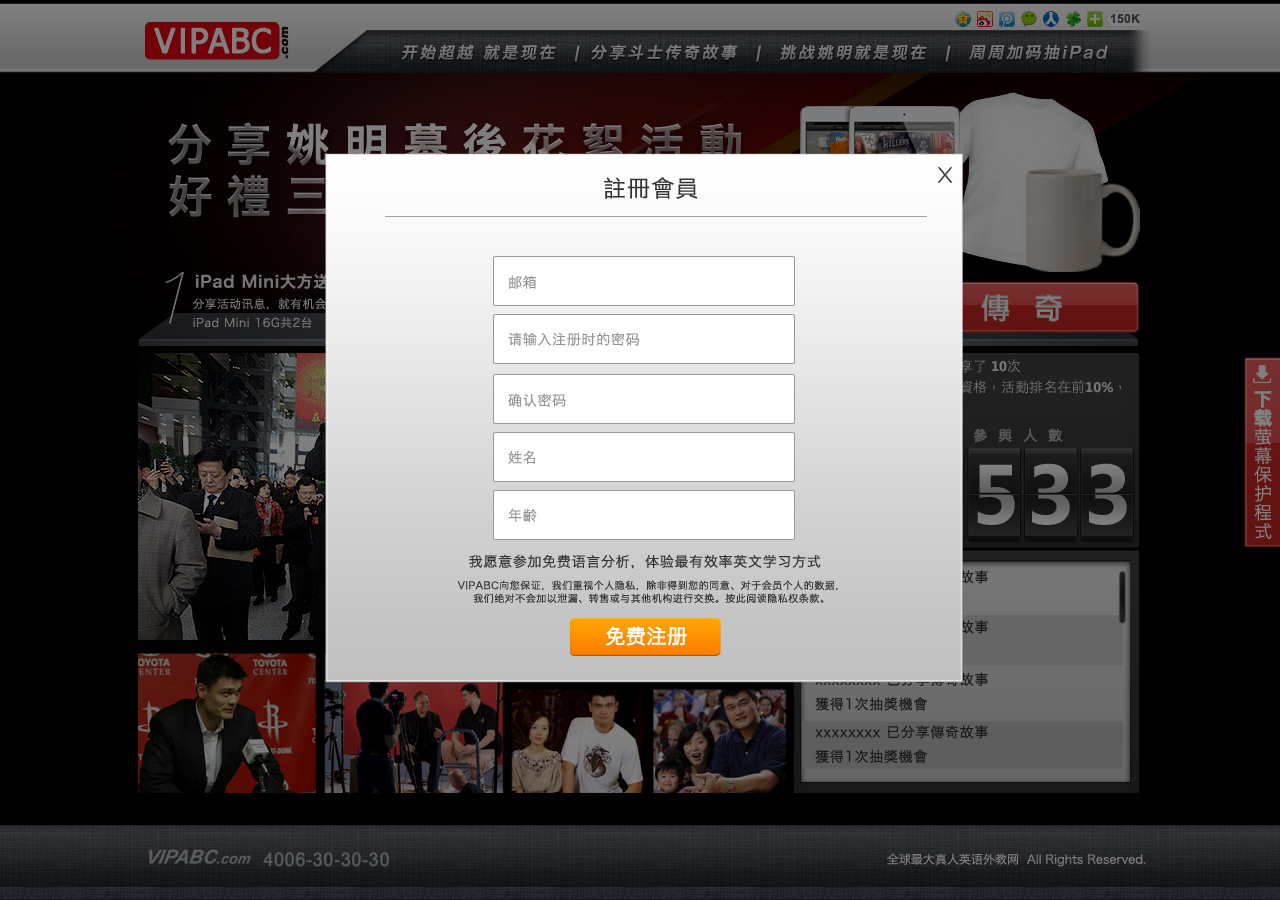 VIPABC.com
150K
开始超越 就是现在 | 分享斗士传奇故事 | 挑战姚明就是现在 | 周周加码抽iPad
分享姚明幕後花絮活動
好禮三
1 iPad Mini大方送
分享活动讯息，就有机会
iPad Mini 16G共2台
註冊會員
X
邮箱
请输入注册时的密码
确认密码
姓名
年齡
我愿意参加免费语言分析，体验最有效率英文学习方式
VIPABC向您保证，我们重视个人隐私，除非得到您的同意、对于会员个人的数据，
我们绝对不会加以泄漏、转售或与其他机构进行交换。按此阅读隐私权条款。
免费注册
傳奇
享了 10次
資格，活動排名在前10%，
參與人數
533
下载萤幕保护程式
故事
故事
xxxxxxxx 已分享傳奇故事
獲得1次抽獎機會
xxxxxxxx 已分享傳奇故事
獲得1次抽獎機會
TOYOTA CENTER
TOYOTA CENTER
VIPABC.com 4006-30-30-30
全球最大真人英语外教网 All Rights Reserved.